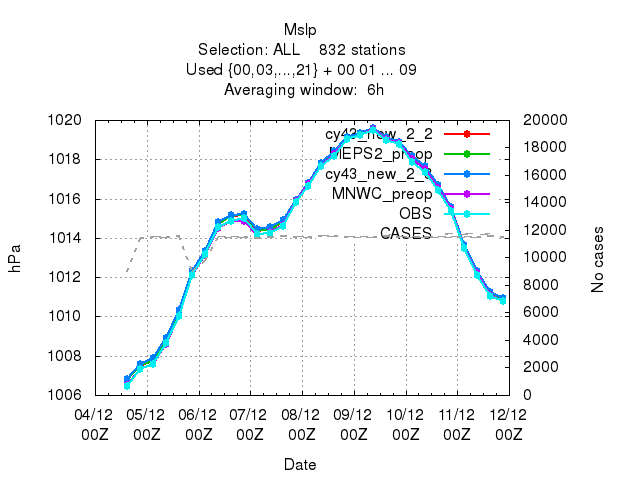 Mslp
Selection: ALL 832 stations
Used {00,03,...,21} + 00 01 ... 09
Averaging window: 6h
hPa
1020
1018
1016
1014
1012
1010
1008
1006
20000
18000
16000
14000
12000
10000
8000
6000
4000
2000
0
No cases
cy43_new_2_2
MEPS2_preop
cy43_new_2_
MNWC_preop
OBS
CASES
04/12 05/12 06/12 07/12 08/12 09/12 10/12 11/12 12/12
00Z 00Z 00Z 00Z 00Z 00Z 00Z 00Z 00Z
Date